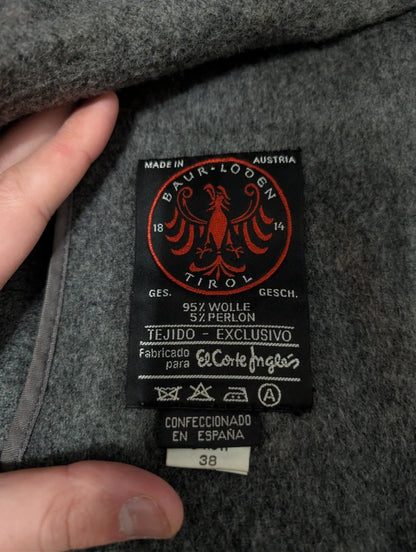 MADE IN AUSTRIA
BAUR-LODEN
18 14
TIROL
GES. GESCH.
95% WOLLE
5% PERLON
TEJIDO - EXCLUSIVO
Fabricado para El Corte Inglés
A
CONFECCIONADO
EN ESPAÑA
38